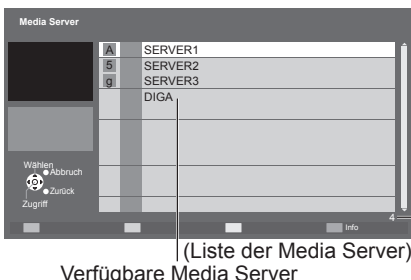 Media Server
A SERVER1
5 SERVER2
g SERVER3
DIGA
Wählen
Abbruch
Zurück
Zugriff
4
Info
(Liste der Media Server)
Verfügbare Media Server